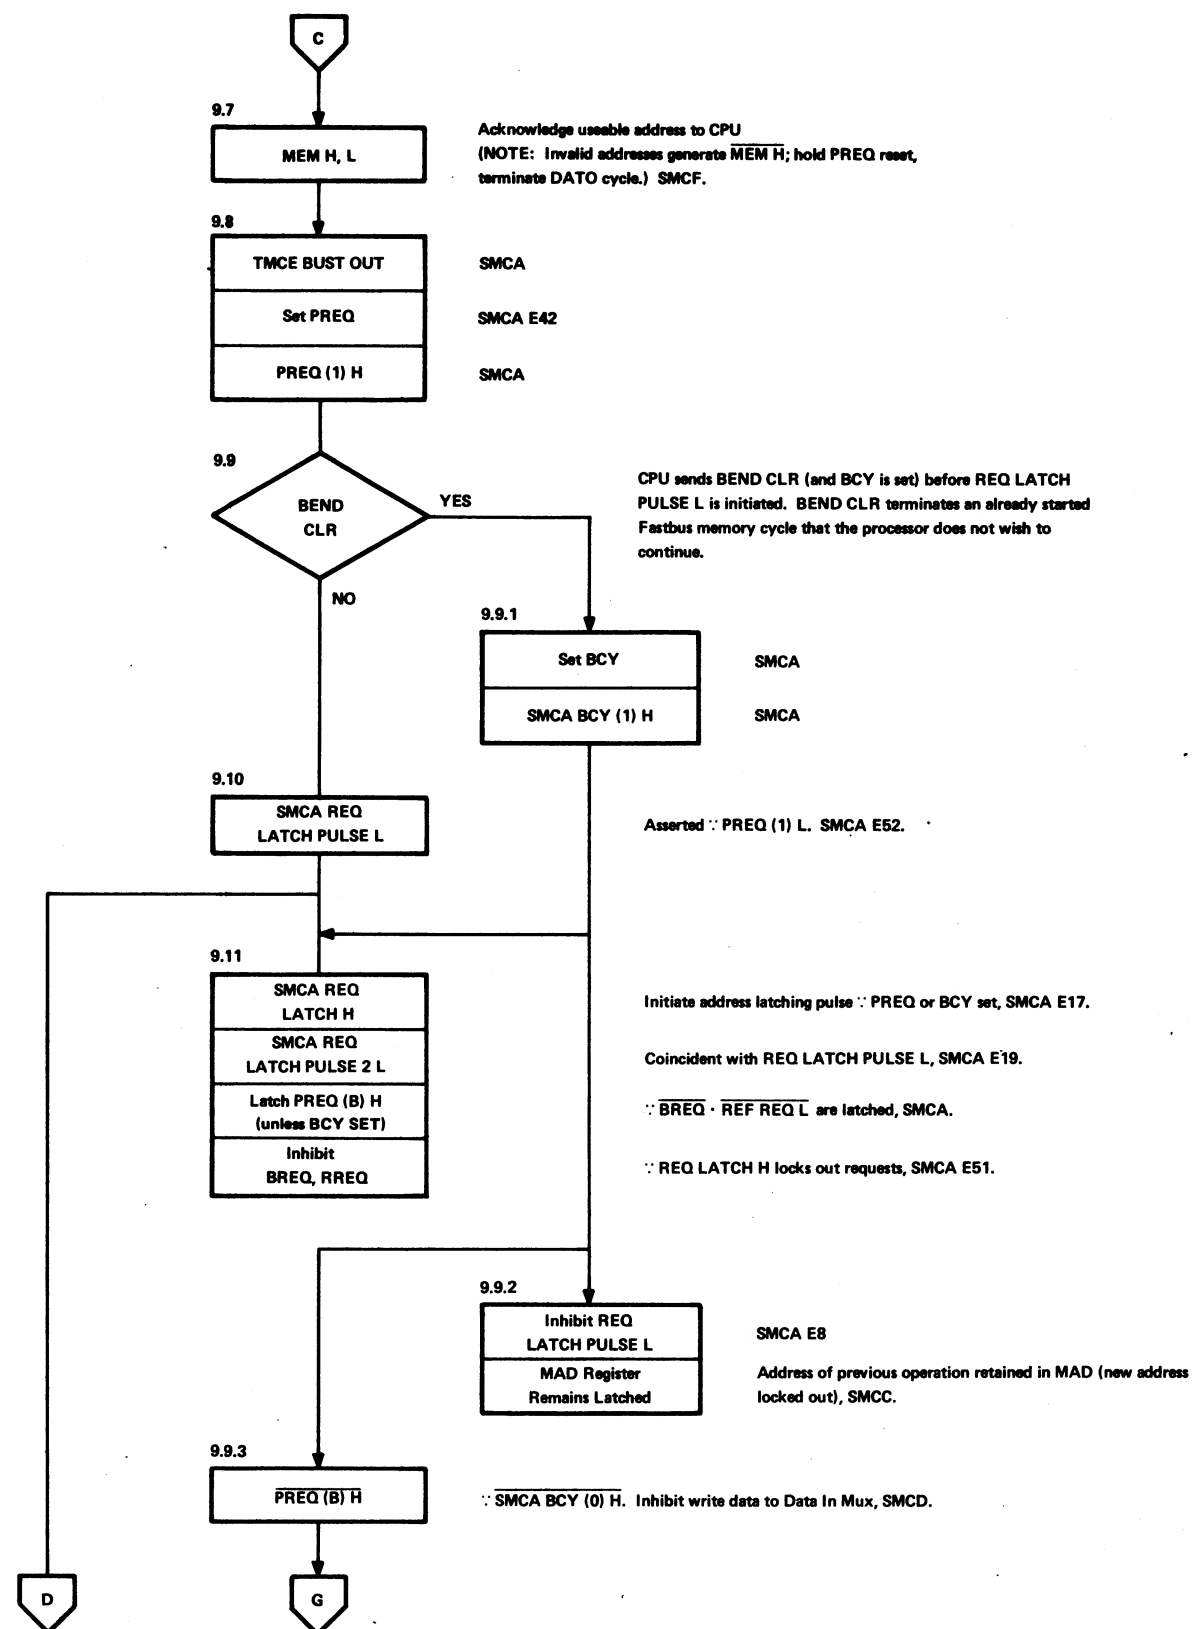 C
9.7
MEM H, L
Acknowledge useable address to CPU
(NOTE: Invalid addresses generate M̅E̅M̅ ̅H̅; hold PREQ reset,
terminate DATO cycle.) SMCF.
9.8
TMCE BUST OUT
SMCA
Set PREQ
SMCA E42
PREQ (1) H
SMCA
9.9
BEND
CLR
YES
NO
CPU sends BEND CLR (and BCY is set) before REQ LATCH
PULSE L is initiated. BEND CLR terminates an already started
Fastbus memory cycle that the processor does not wish to
continue.
9.9.1
Set BCY
SMCA
SMCA BCY (1) H
SMCA
9.10
SMCA REQ
LATCH PULSE L
Asserted ∵ PREQ (1) L. SMCA E52.
9.11
SMCA REQ
LATCH H
Initiate address latching pulse ∵ PREQ or BCY set, SMCA E17.
SMCA REQ
LATCH PULSE 2 L
Coincident with REQ LATCH PULSE L, SMCA E19.
Latch PREQ (B) H
(unless BCY SET)
∵ B̅R̅E̅Q̅ · R̅E̅F̅ ̅R̅E̅Q̅ ̅L̅ are latched, SMCA.
Inhibit
BREQ, RREQ
∵ REQ LATCH H locks out requests, SMCA E51.
9.9.2
Inhibit REQ
LATCH PULSE L
SMCA E8
MAD Register
Remains Latched
Address of previous operation retained in MAD (new address
locked out), SMCC.
9.9.3
P̅R̅E̅Q̅ ̅(̅B̅)̅ ̅H̅
∵ S̅M̅C̅A̅ ̅B̅C̅Y̅ ̅(̅0̅)̅ ̅H̅. Inhibit write data to Data In Mux, SMCD.
D
G